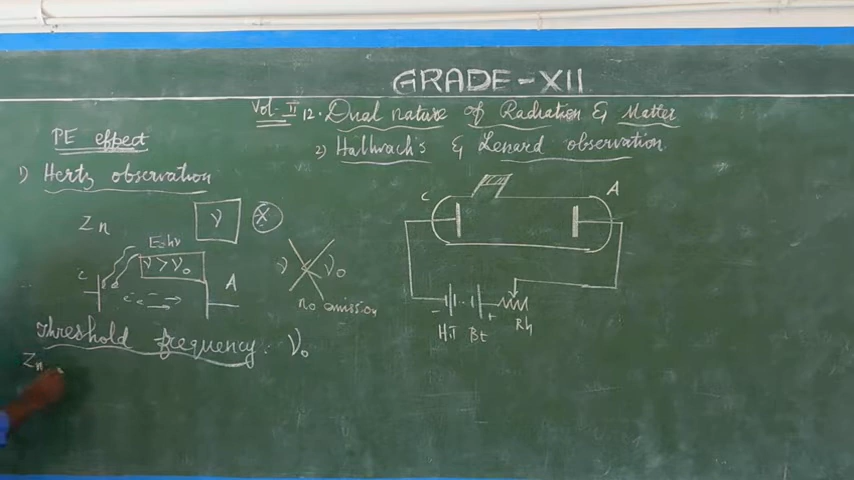 GRADE-XII
Vol-II 12. Dual nature of Radiation & Matter
PE effect
2) Hallwach's & Lenard observation
1) Hertz observation
Zn
ν
X
E=hν
ν > ν₀
C
A
ν ν₀
no emission
Threshold frequency: ν₀
Zn
C
A
- +
HT Bt Rh